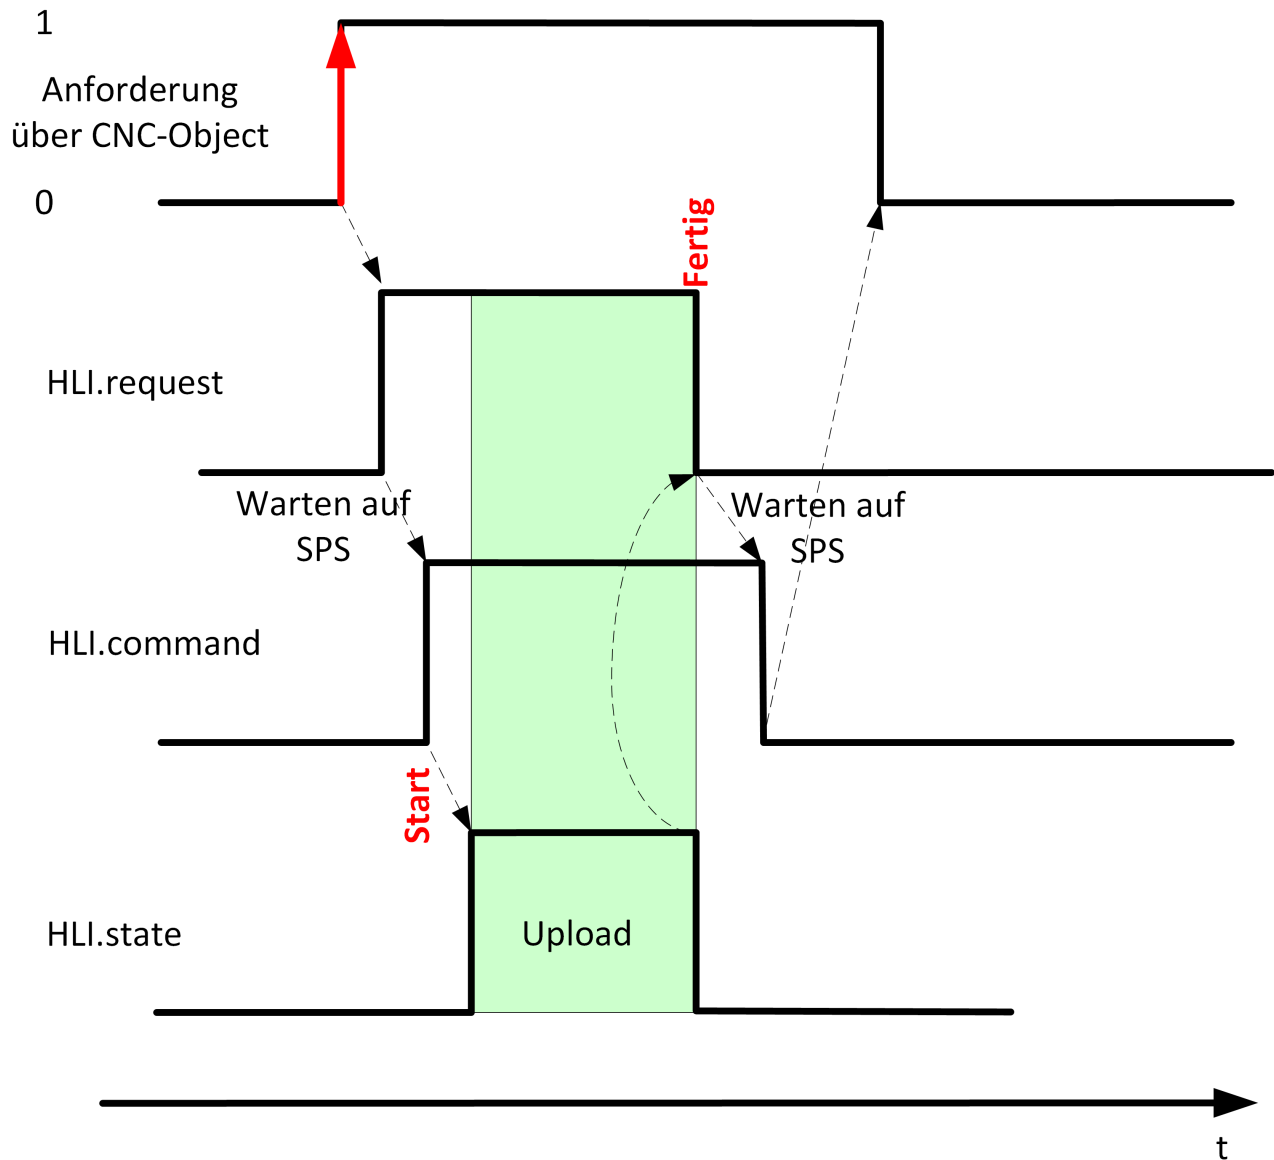 1
Anforderung
über CNC-Object
0
Fertig
HLI.request
Warten auf
SPS
Warten auf
SPS
HLI.command
Start
HLI.state
Upload
t